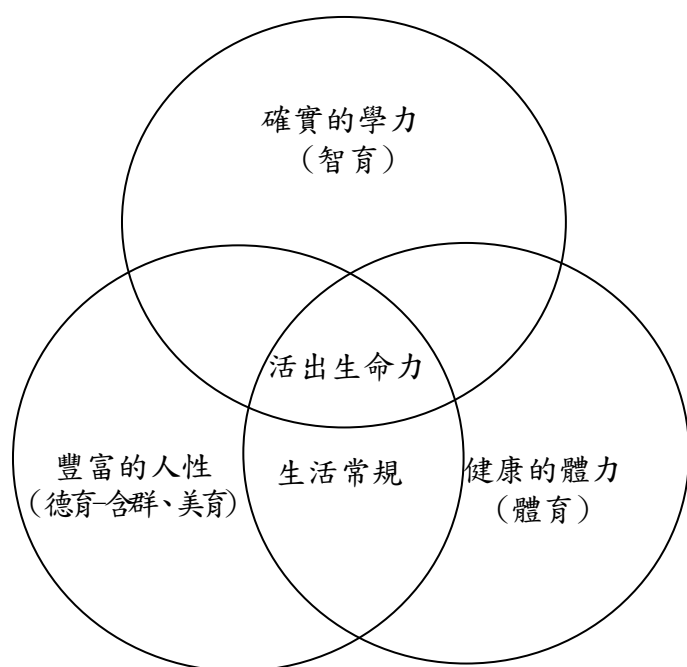 確實的學力
（智育）
活出生命力
豐富的人性
（德育-含群、美育）
生活常規
健康的體力
（體育）